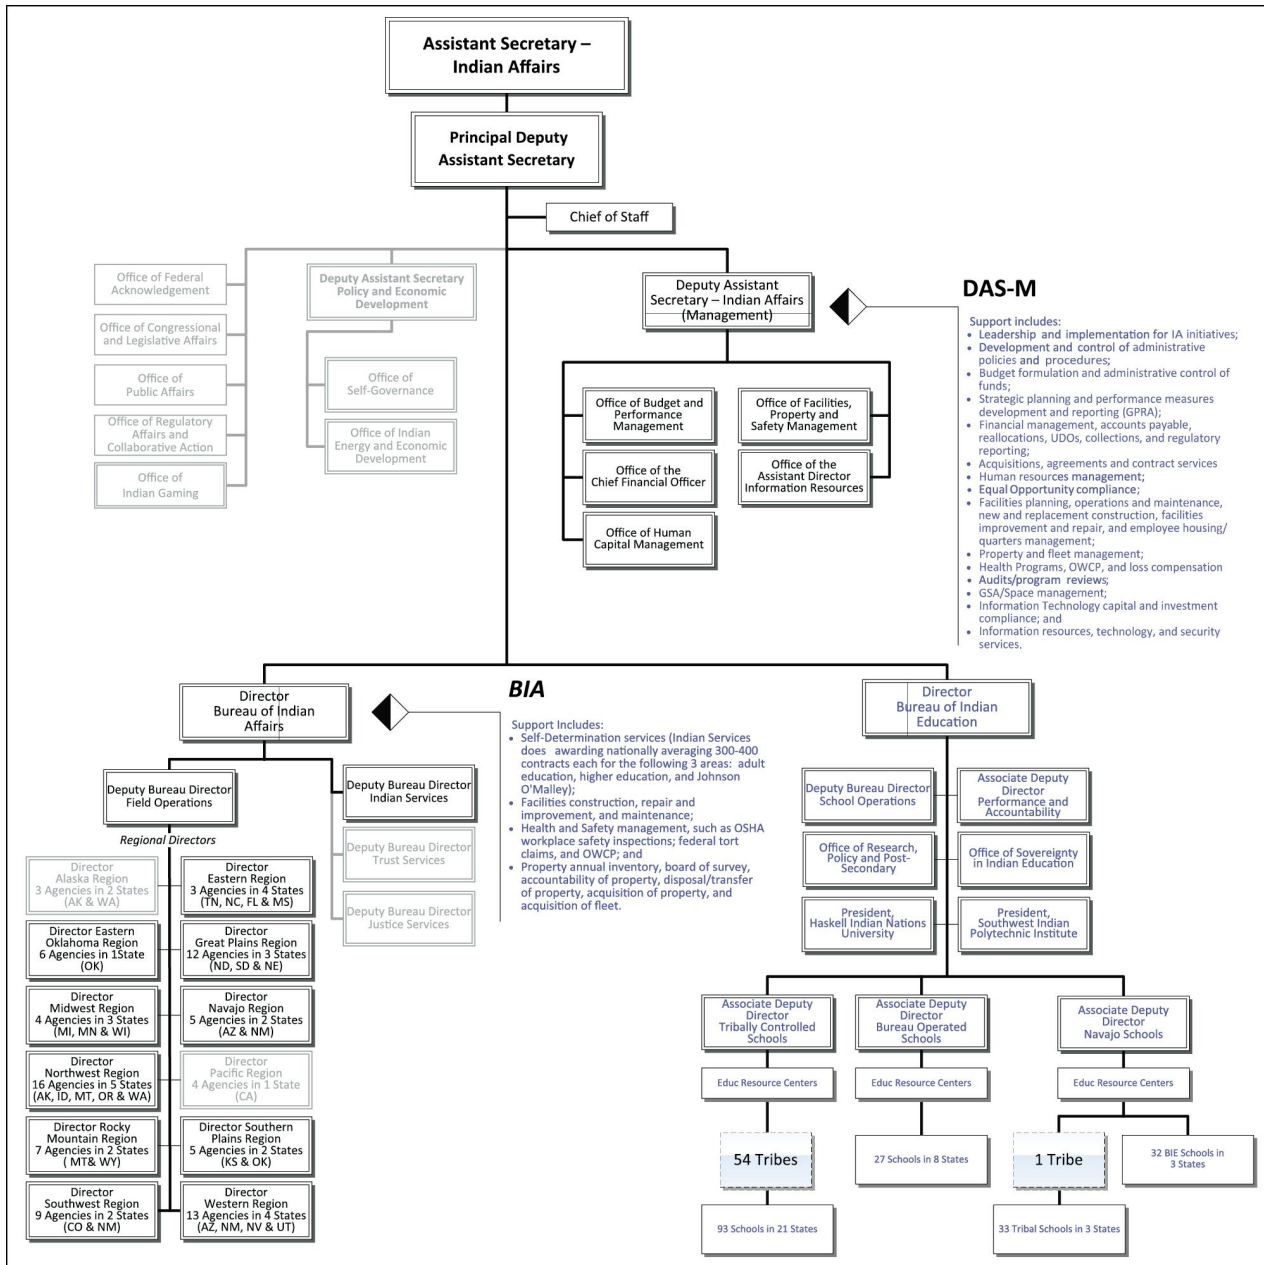 Assistant Secretary –
Indian Affairs
Principal Deputy
Assistant Secretary
Chief of Staff
Office of Federal
Acknowledgement
Office of Congressional
and Legislative Affairs
Office of
Public Affairs
Office of Regulatory
Affairs and
Collaborative Action
Office of
Indian Gaming
Deputy Assistant Secretary
Policy and Economic
Development
Office of
Self-Governance
Office of Indian
Energy and Economic
Development
Deputy Assistant
Secretary – Indian Affairs
(Management)
Office of Budget and
Performance
Management
Office of the
Chief Financial Officer
Office of Human
Capital Management
Office of Facilities,
Property and
Safety Management
Office of the
Assistant Director
Information Resources
DAS-M
Support includes:
• Leadership and implementation for IA initiatives;
• Development and control of administrative
policies and procedures;
• Budget formulation and administrative control of
funds;
• Strategic planning and performance measures
development and reporting (GPRA);
• Financial management, accounts payable,
reallocations, UDOs, collections, and regulatory
reporting;
• Acquisitions, agreements and contract services
• Human resources management;
• Equal Opportunity compliance;
• Facilities planning, operations and maintenance,
new and replacement construction, facilities
improvement and repair, and employee housing/
quarters management;
• Property and fleet management;
• Health Programs, OWCP, and loss compensation
• Audits/program reviews;
• GSA/Space management;
• Information Technology capital and investment
compliance; and
• Information resources, technology, and security
services.
Director
Bureau of Indian
Affairs
BIA
Support Includes:
• Self-Determination services (Indian Services
does awarding nationally averaging 300-400
contracts each for the following 3 areas: adult
education, higher education, and Johnson
O'Malley);
• Facilities construction, repair and
improvement, and maintenance;
• Health and Safety management, such as OSHA
workplace safety inspections; federal tort
claims, and OWCP; and
• Property annual inventory, board of survey,
accountability of property, disposal/transfer
of property, acquisition of property, and
acquisition of fleet.
Deputy Bureau Director
Field Operations
Deputy Bureau Director
Indian Services
Deputy Bureau Director
Trust Services
Deputy Bureau Director
Justice Services
Regional Directors
Director
Alaska Region
3 Agencies in 2 States
(AK & WA)
Director
Eastern Region
3 Agencies in 4 States
(TN, NC, FL & MS)
Director Eastern
Oklahoma Region
6 Agencies in 1State
(OK)
Director
Great Plains Region
12 Agencies in 3 States
(ND, SD & NE)
Director
Midwest Region
4 Agencies in 3 States
(MI, MN & WI)
Director
Navajo Region
5 Agencies in 2 States
(AZ & NM)
Director
Northwest Region
16 Agencies in 5 States
(AK, ID, MT, OR & WA)
Director
Pacific Region
4 Agencies in 1 State
(CA)
Director Rocky
Mountain Region
7 Agencies in 2 States
( MT& WY)
Director Southern
Plains Region
5 Agencies in 2 States
(KS & OK)
Director
Southwest Region
9 Agencies in 2 States
(CO & NM)
Director
Western Region
13 Agencies in 4 States
(AZ, NM, NV & UT)
Director
Bureau of Indian
Education
Deputy Bureau Director
School Operations
Associate Deputy
Director
Performance and
Accountability
Office of Research,
Policy and Post-
Secondary
Office of Sovereignty
in Indian Education
President,
Haskell Indian Nations
University
President,
Southwest Indian
Polytechnic Institute
Associate Deputy
Director
Tribally Controlled
Schools
Associate Deputy
Director
Bureau Operated
Schools
Associate Deputy
Director
Navajo Schools
Educ Resource Centers
Educ Resource Centers
Educ Resource Centers
54 Tribes
27 Schools in 8 States
1 Tribe
32 BIE Schools in
3 States
93 Schools in 21 States
33 Tribal Schools in 3 States